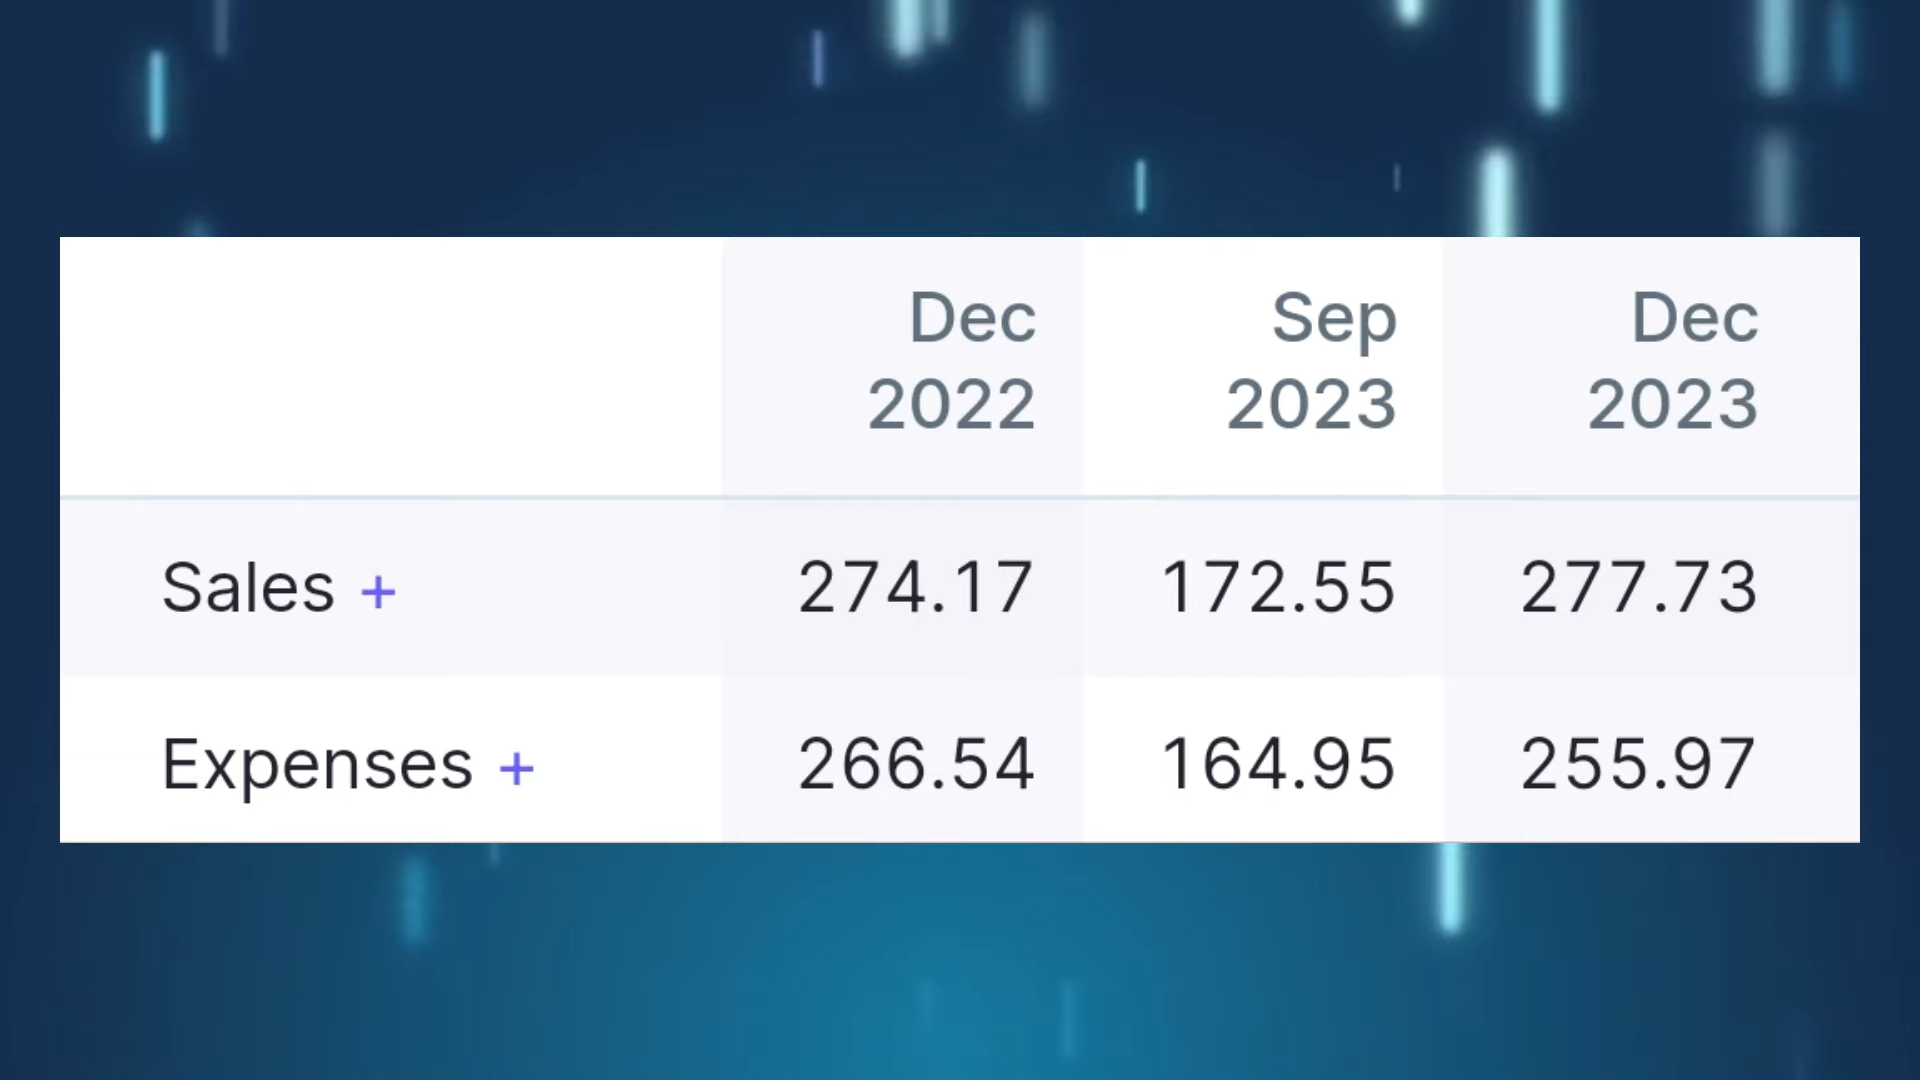 Dec 2022 Sep 2023 Dec 2023
Sales + 274.17 172.55 277.73
Expenses + 266.54 164.95 255.97